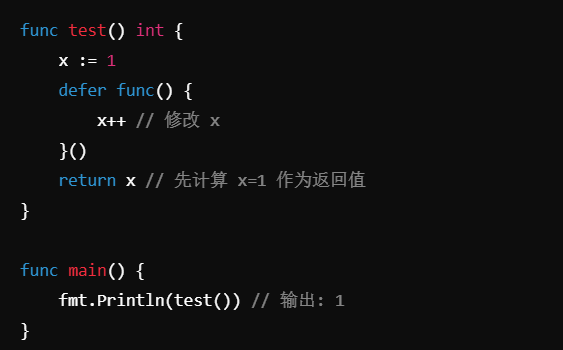 func test() int {
    x := 1
    defer func() {
        x++ // 修改 x
    }()
    return x // 先计算 x=1 作为返回值
}

func main() {
    fmt.Println(test()) // 输出: 1
}